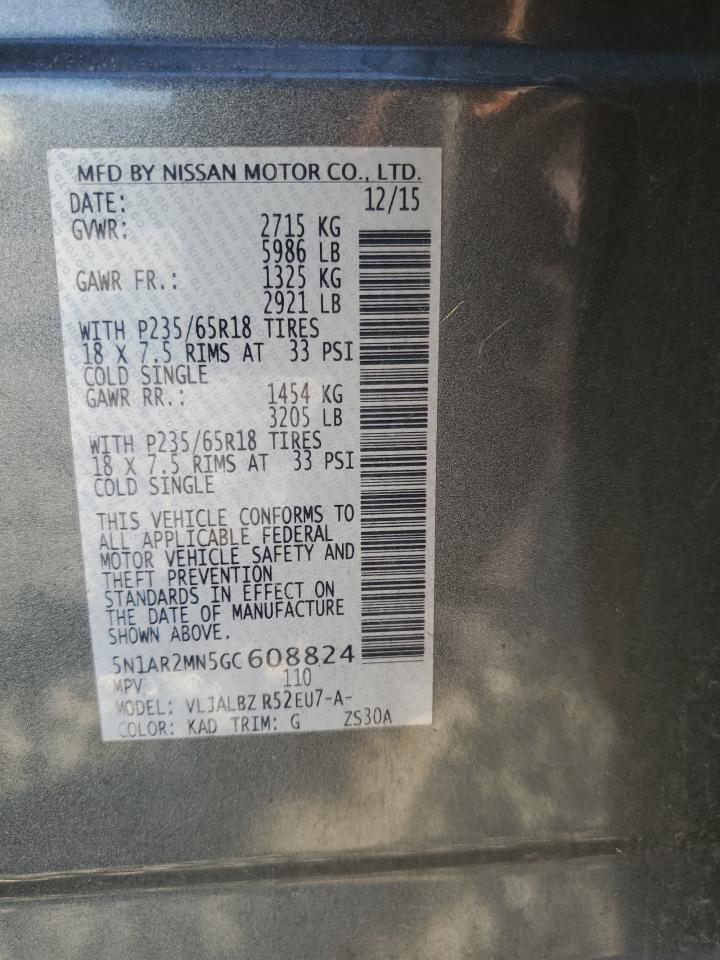 MFD BY NISSAN MOTOR CO., LTD.
DATE: 12/15
GVWR: 2715 KG
5986 LB
GAWR FR.: 1325 KG
2921 LB
WITH P235/65R18 TIRES
18 X 7.5 RIMS AT 33 PSI
COLD SINGLE
GAWR RR.: 1454 KG
3205 LB
WITH P235/65R18 TIRES
18 X 7.5 RIMS AT 33 PSI
COLD SINGLE
THIS VEHICLE CONFORMS TO
ALL APPLICABLE FEDERAL
MOTOR VEHICLE SAFETY AND
THEFT PREVENTION
STANDARDS IN EFFECT ON
THE DATE OF MANUFACTURE
SHOWN ABOVE.
5N1AR2MN5GC 608824
MPV 110
MODEL: VLJALBZ R52EU7-A-
COLOR: KAD TRIM: G ZS30A